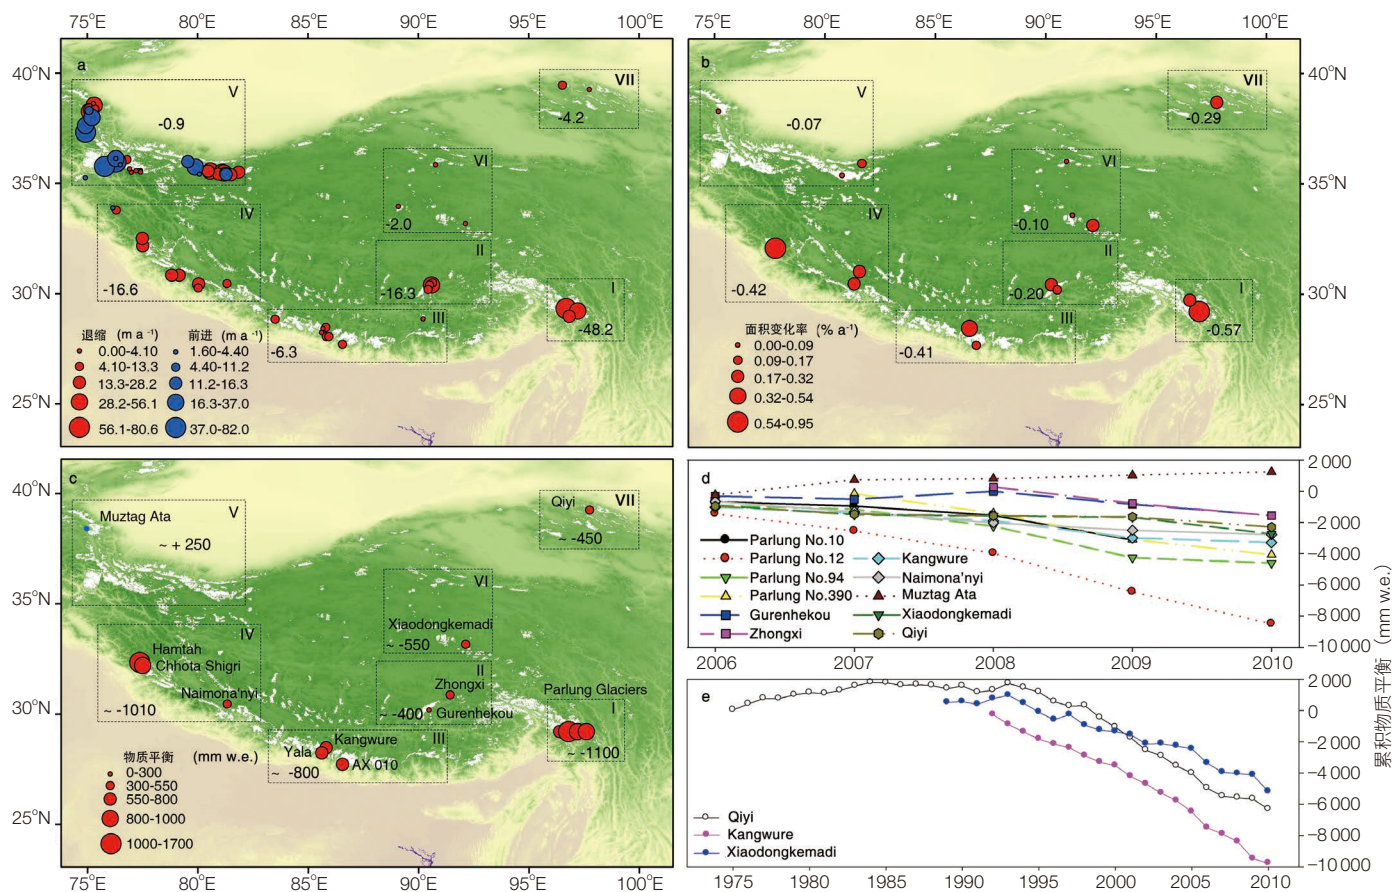 75°E 80°E 85°E 90°E 95°E 100°E
75°E 80°E 85°E 90°E 95°E 100°E
40°N
35°N
30°N
25°N
a
V
-0.9
VII
-4.2
VI
-2.0
IV
-16.6
II
-16.3
III
-6.3
I
-48.2
退缩 (m a⁻¹) 前进 (m a⁻¹)
0.00-4.10 1.60-4.40
4.10-13.3 4.40-11.2
13.3-28.2 11.2-16.3
28.2-56.1 16.3-37.0
56.1-80.6 37.0-82.0
b
V
-0.07
VII
-0.29
VI
-0.10
IV
-0.42
II
-0.20
III
-0.41
I
-0.57
面积变化率 (% a⁻¹)
0.00-0.09
0.09-0.17
0.17-0.32
0.32-0.54
0.54-0.95
40°N
35°N
30°N
25°N
40°N
35°N
30°N
25°N
c
V
Muztag Ata
~ + 250
VII
Qiyi
~ -450
VI
Xiaodongkemadi
~ -550
IV
Hamtah
Chhota Shigri
Naimona'nyi
~ -1010
II
Zhongxi
~ -400 Gurenhekou
Parlung Glaciers
I
~ -1100
III
Kangwure
Yala
AX 010
~ -800
物质平衡 (mm w.e.)
0-300
300-550
550-800
800-1000
1000-1700
75°E 80°E 85°E 90°E 95°E 100°E
d
Parlung No.10
Parlung No.12
Parlung No.94
Parlung No.390
Gurenhekou
Zhongxi
Kangwure
Naimona'nyi
Muztag Ata
Xiaodongkemadi
Qiyi
2 000
0
−2 000
−4 000
−6 000
−8 000
−10 000
2006 2007 2008 2009 2010
累积物质平衡 (mm w.e.)
e
Qiyi
Kangwure
Xiaodongkemadi
2 000
0
−2 000
−4 000
−6 000
−8 000
−10 000
1975 1980 1985 1990 1995 2000 2005 2010